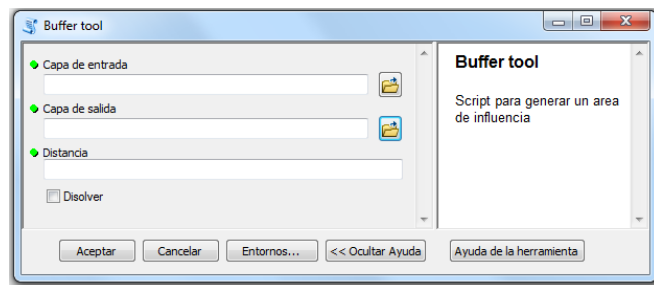 Buffer tool
Capa de entrada
Capa de salida
Distancia
Disolver
Buffer tool
Script para generar un area
de influencia
Aceptar
Cancelar
Entornos...
<< Ocultar Ayuda
Ayuda de la herramienta